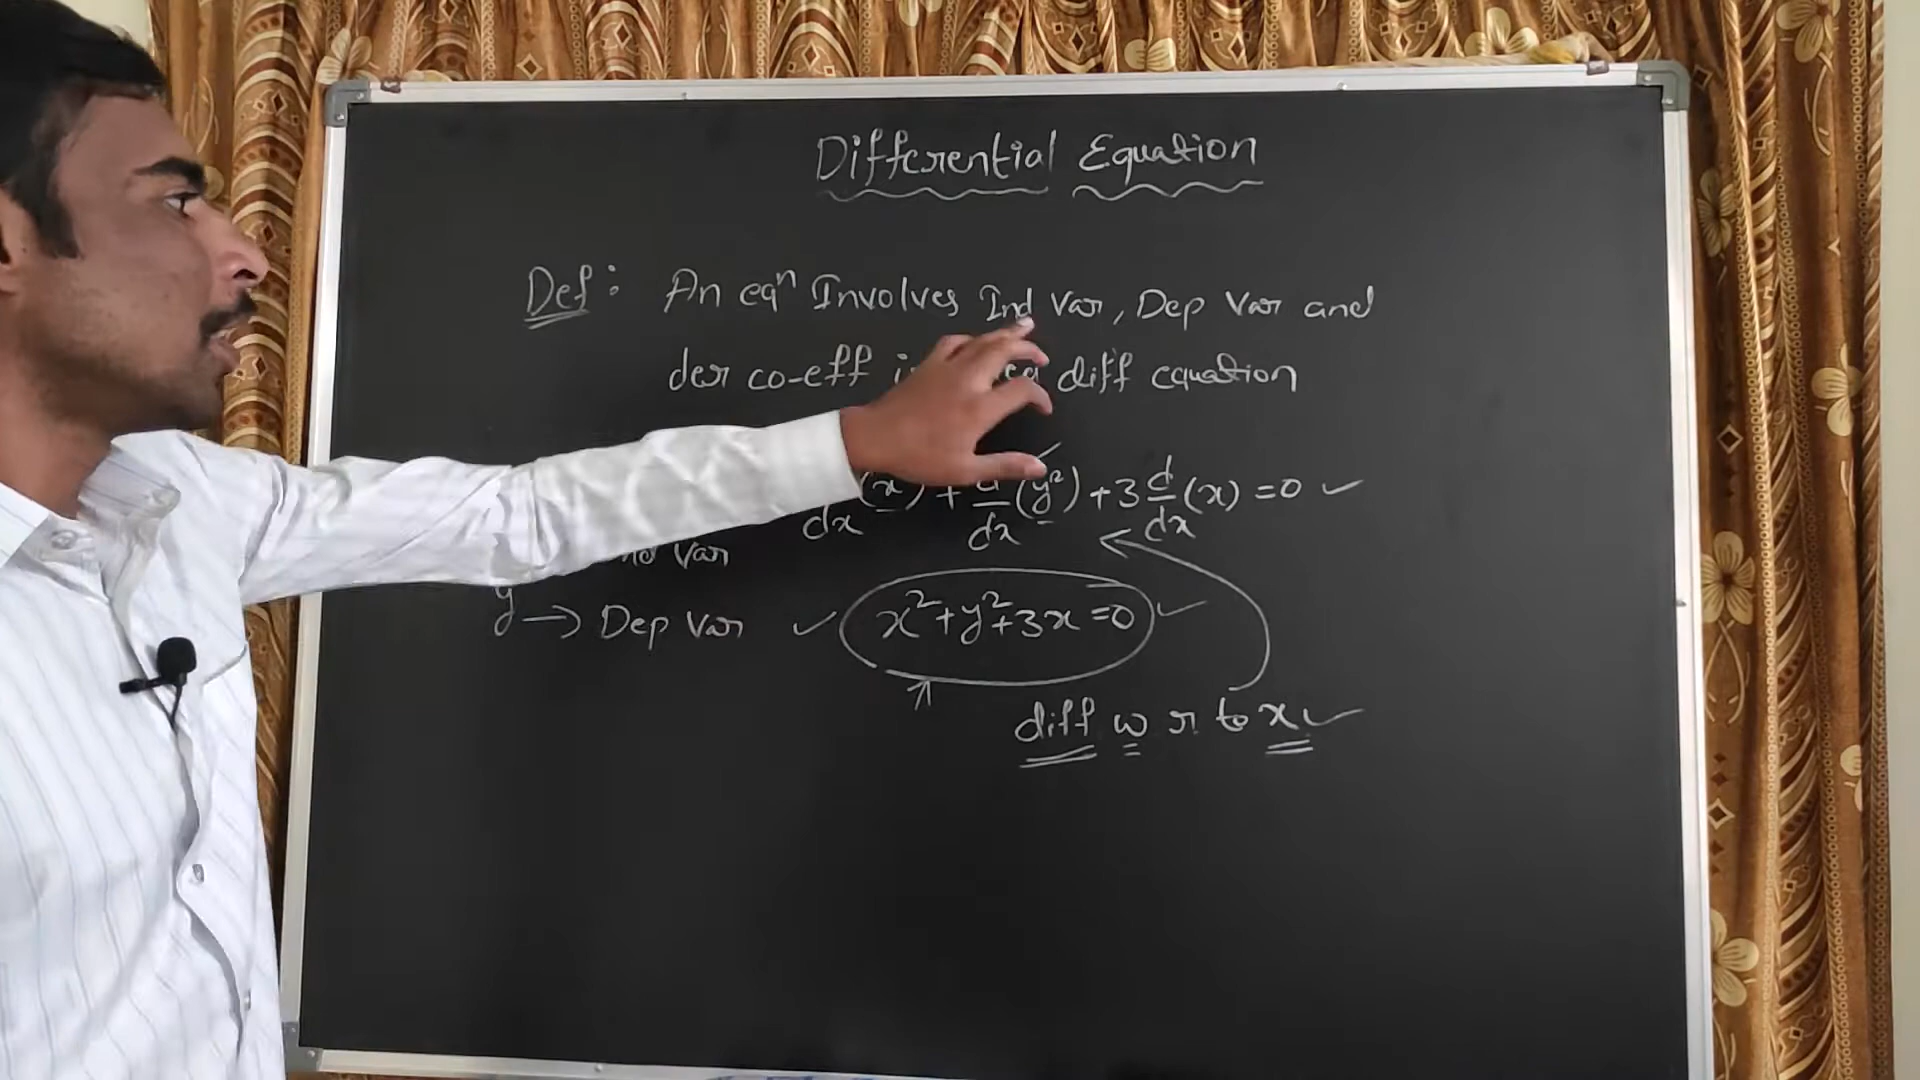 Differential Equation
Def: An eqⁿ Involves Ind Var, Dep Var and
der co-eff diff equation
dx + d/dx (y²) + 3 d/dx (x) = 0 ✓
Var
y → Dep Var ✓ x²+y²+3x=0 ✓
diff w r to x ✓